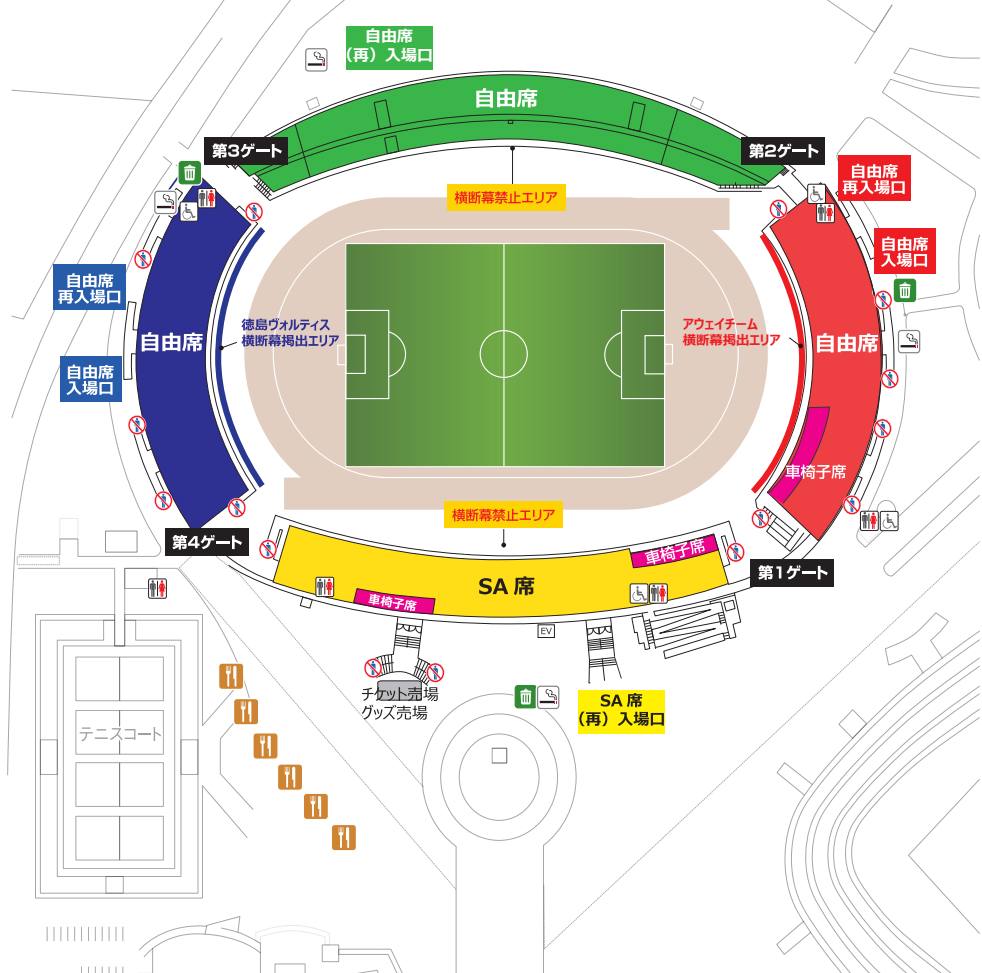 自由席
（再）入場口
自由席
第3ゲート
第2ゲート
自由席
再入場口
横断幕禁止エリア
自由席
入場口
自由席
再入場口
徳島ヴォルティス
横断幕掲出エリア
アウェイチーム
横断幕掲出エリア
自由席
自由席
自由席
入場口
車椅子席
横断幕禁止エリア
第4ゲート
車椅子席
第1ゲート
SA 席
車椅子席
EV
チケット売場
グッズ売場
SA 席
（再）入場口
テニスコート